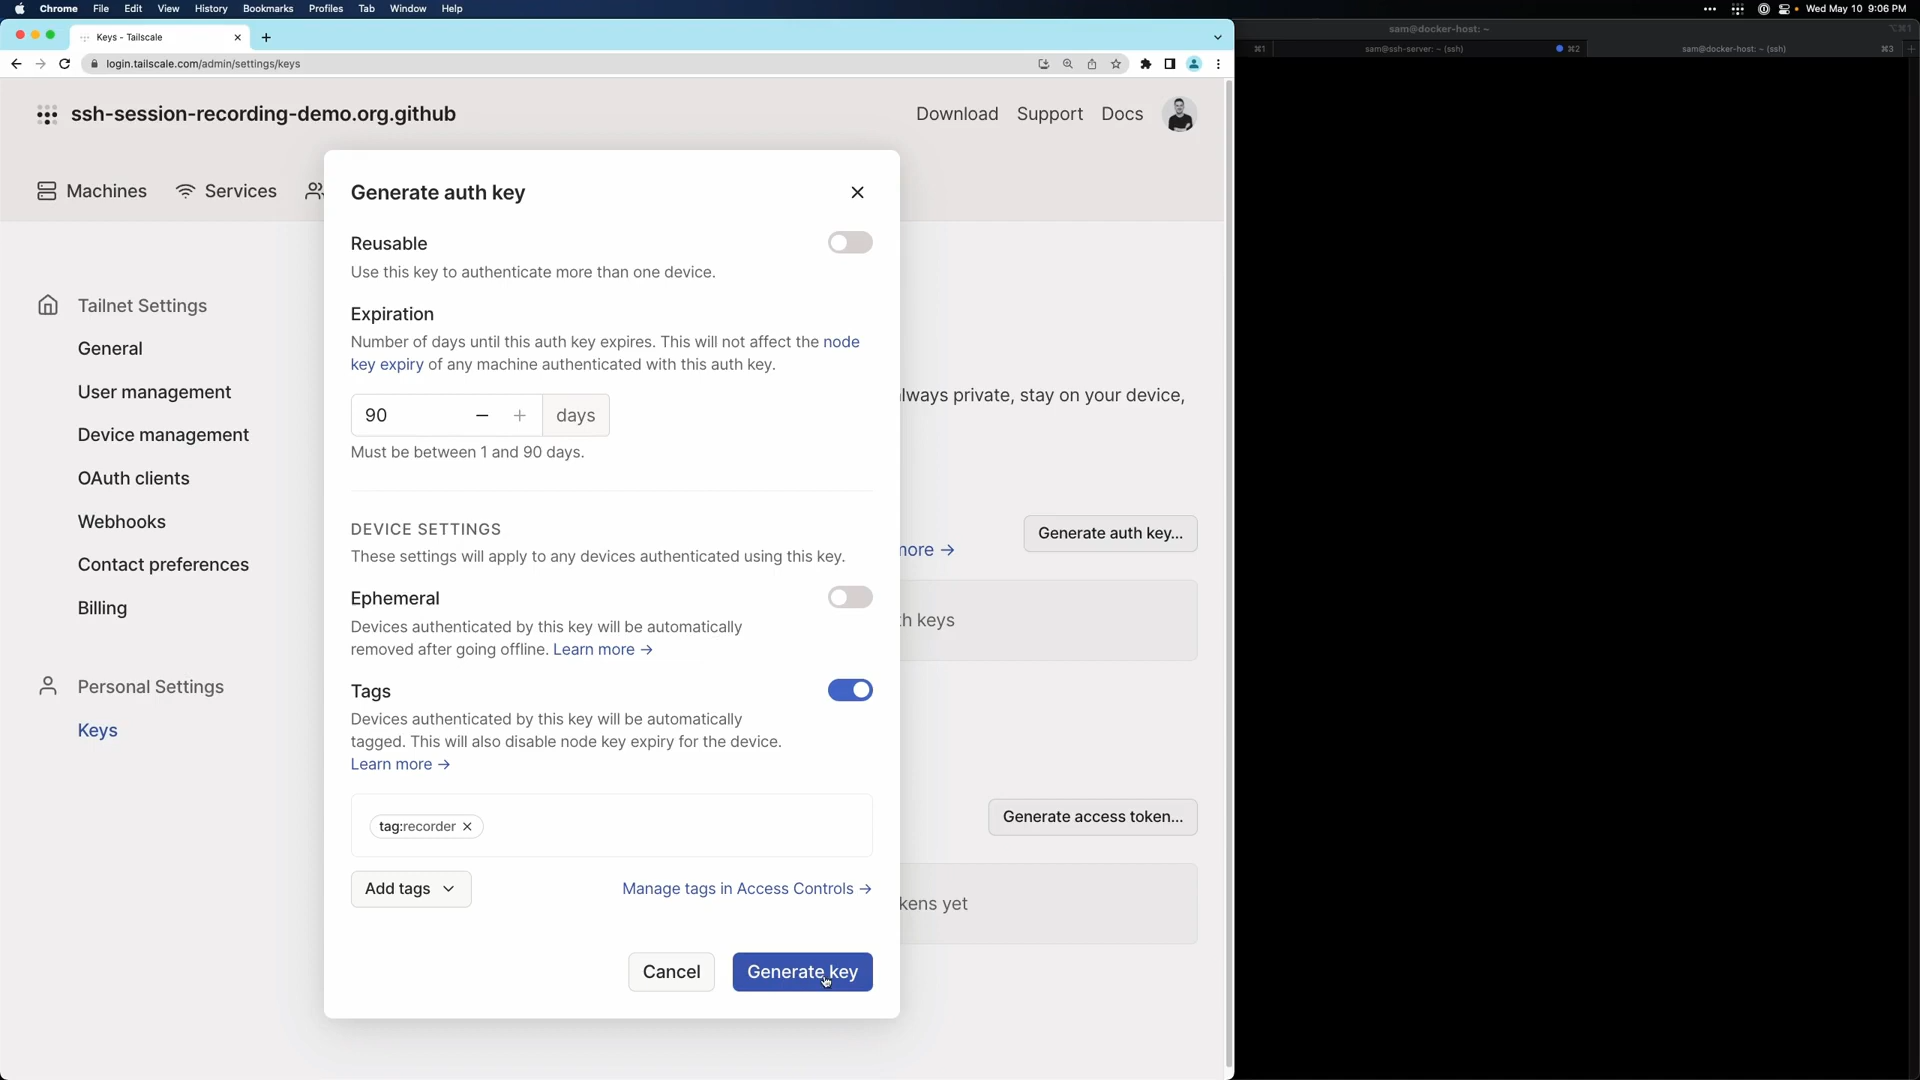 Chrome File Edit View History Bookmarks Profiles Tab Window Help
Wed May 10 9:06 PM
Keys - Tailscale
login.tailscale.com/admin/settings/keys
sam@docker-host: ~
⌥⌘1
⌘1
sam@ssh-server: ~ (ssh)
⌘2
sam@docker-host: ~ (ssh)
⌘3
ssh-session-recording-demo.org.github
Download Support Docs
Machines Services
Generate auth key
Reusable
Use this key to authenticate more than one device.
Expiration
Number of days until this auth key expires. This will not affect the node
key expiry of any machine authenticated with this auth key.
90 days
Must be between 1 and 90 days.
DEVICE SETTINGS
These settings will apply to any devices authenticated using this key.
Ephemeral
Devices authenticated by this key will be automatically
removed after going offline. Learn more →
Tags
Devices authenticated by this key will be automatically
tagged. This will also disable node key expiry for the device.
Learn more →
tag:recorder
Add tags
Manage tags in Access Controls →
Cancel
Generate key
Tailnet Settings
General
User management
Device management
OAuth clients
Webhooks
Contact preferences
Billing
Personal Settings
Keys
lways private, stay on your device,
Generate auth key...
more →
th keys
Generate access token...
kens yet